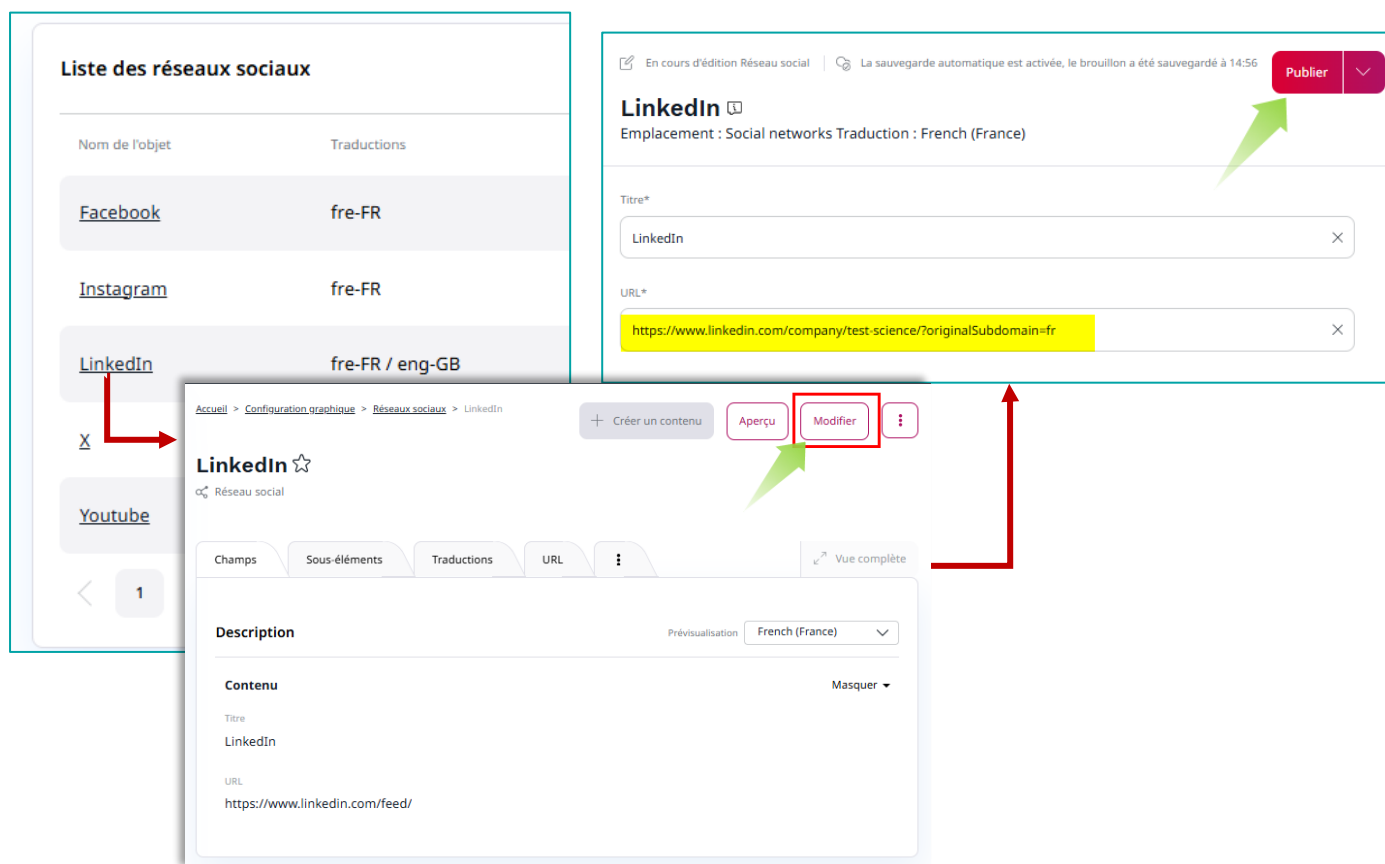 Liste des réseaux sociaux
Nom de l'objet Traductions
Facebook fre-FR
Instagram fre-FR
LinkedIn fre-FR / eng-GB
X
Youtube
1
En cours d'édition Réseau social La sauvegarde automatique est activée, le brouillon a été sauvegardé à 14:56
Publier
LinkedIn
Emplacement : Social networks Traduction : French (France)
Titre*
LinkedIn
URL*
https://www.linkedin.com/company/test-science/?originalSubdomain=fr
Accueil > Configuration graphique > Réseaux sociaux > LinkedIn
Créer un contenu Aperçu Modifier
LinkedIn
Réseau social
Champs Sous-éléments Traductions URL Vue complète
Description Prévisualisation French (France)
Contenu Masquer
Titre
LinkedIn
URL
https://www.linkedin.com/feed/